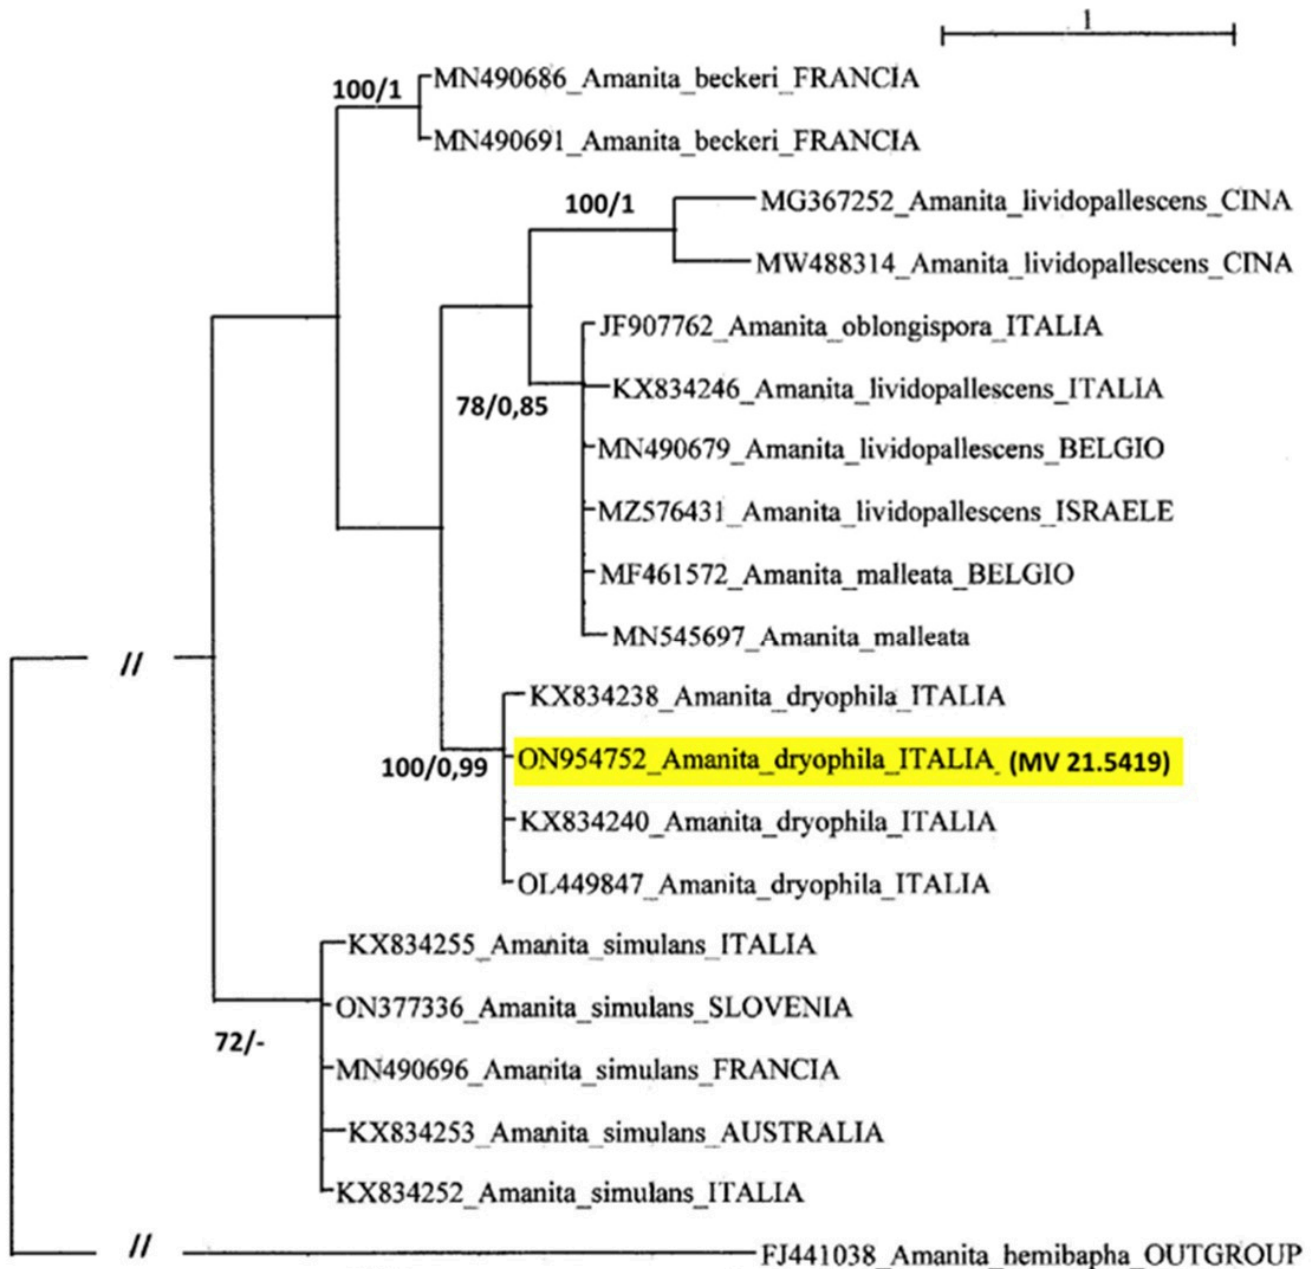 1
100/1
MN490686_Amanita_beckeri_FRANCIA
MN490691_Amanita_beckeri_FRANCIA
100/1
MG367252_Amanita_lividopallescens_CINA
MW488314_Amanita_lividopallescens_CINA
JF907762_Amanita_oblongispora_ITALIA
KX834246_Amanita_lividopallescens_ITALIA
78/0,85
MN490679_Amanita_lividopallescens_BELGIO
MZ576431_Amanita_lividopallescens_ISRAELE
MF461572_Amanita_malleata_BELGIO
MN545697_Amanita_malleata
//
KX834238_Amanita_dryophila_ITALIA
ON954752_Amanita_dryophila_ITALIA_ (MV 21.5419)
100/0,99
KX834240_Amanita_dryophila_ITALIA
OL449847_Amanita_dryophila_ITALIA
KX834255_Amanita_simulans_ITALIA
ON377336_Amanita_simulans_SLOVENIA
72/-
MN490696_Amanita_simulans_FRANCIA
KX834253_Amanita_simulans_AUSTRALIA
KX834252_Amanita_simulans_ITALIA
//
FJ441038_Amanita_hemibapha_OUTGROUP